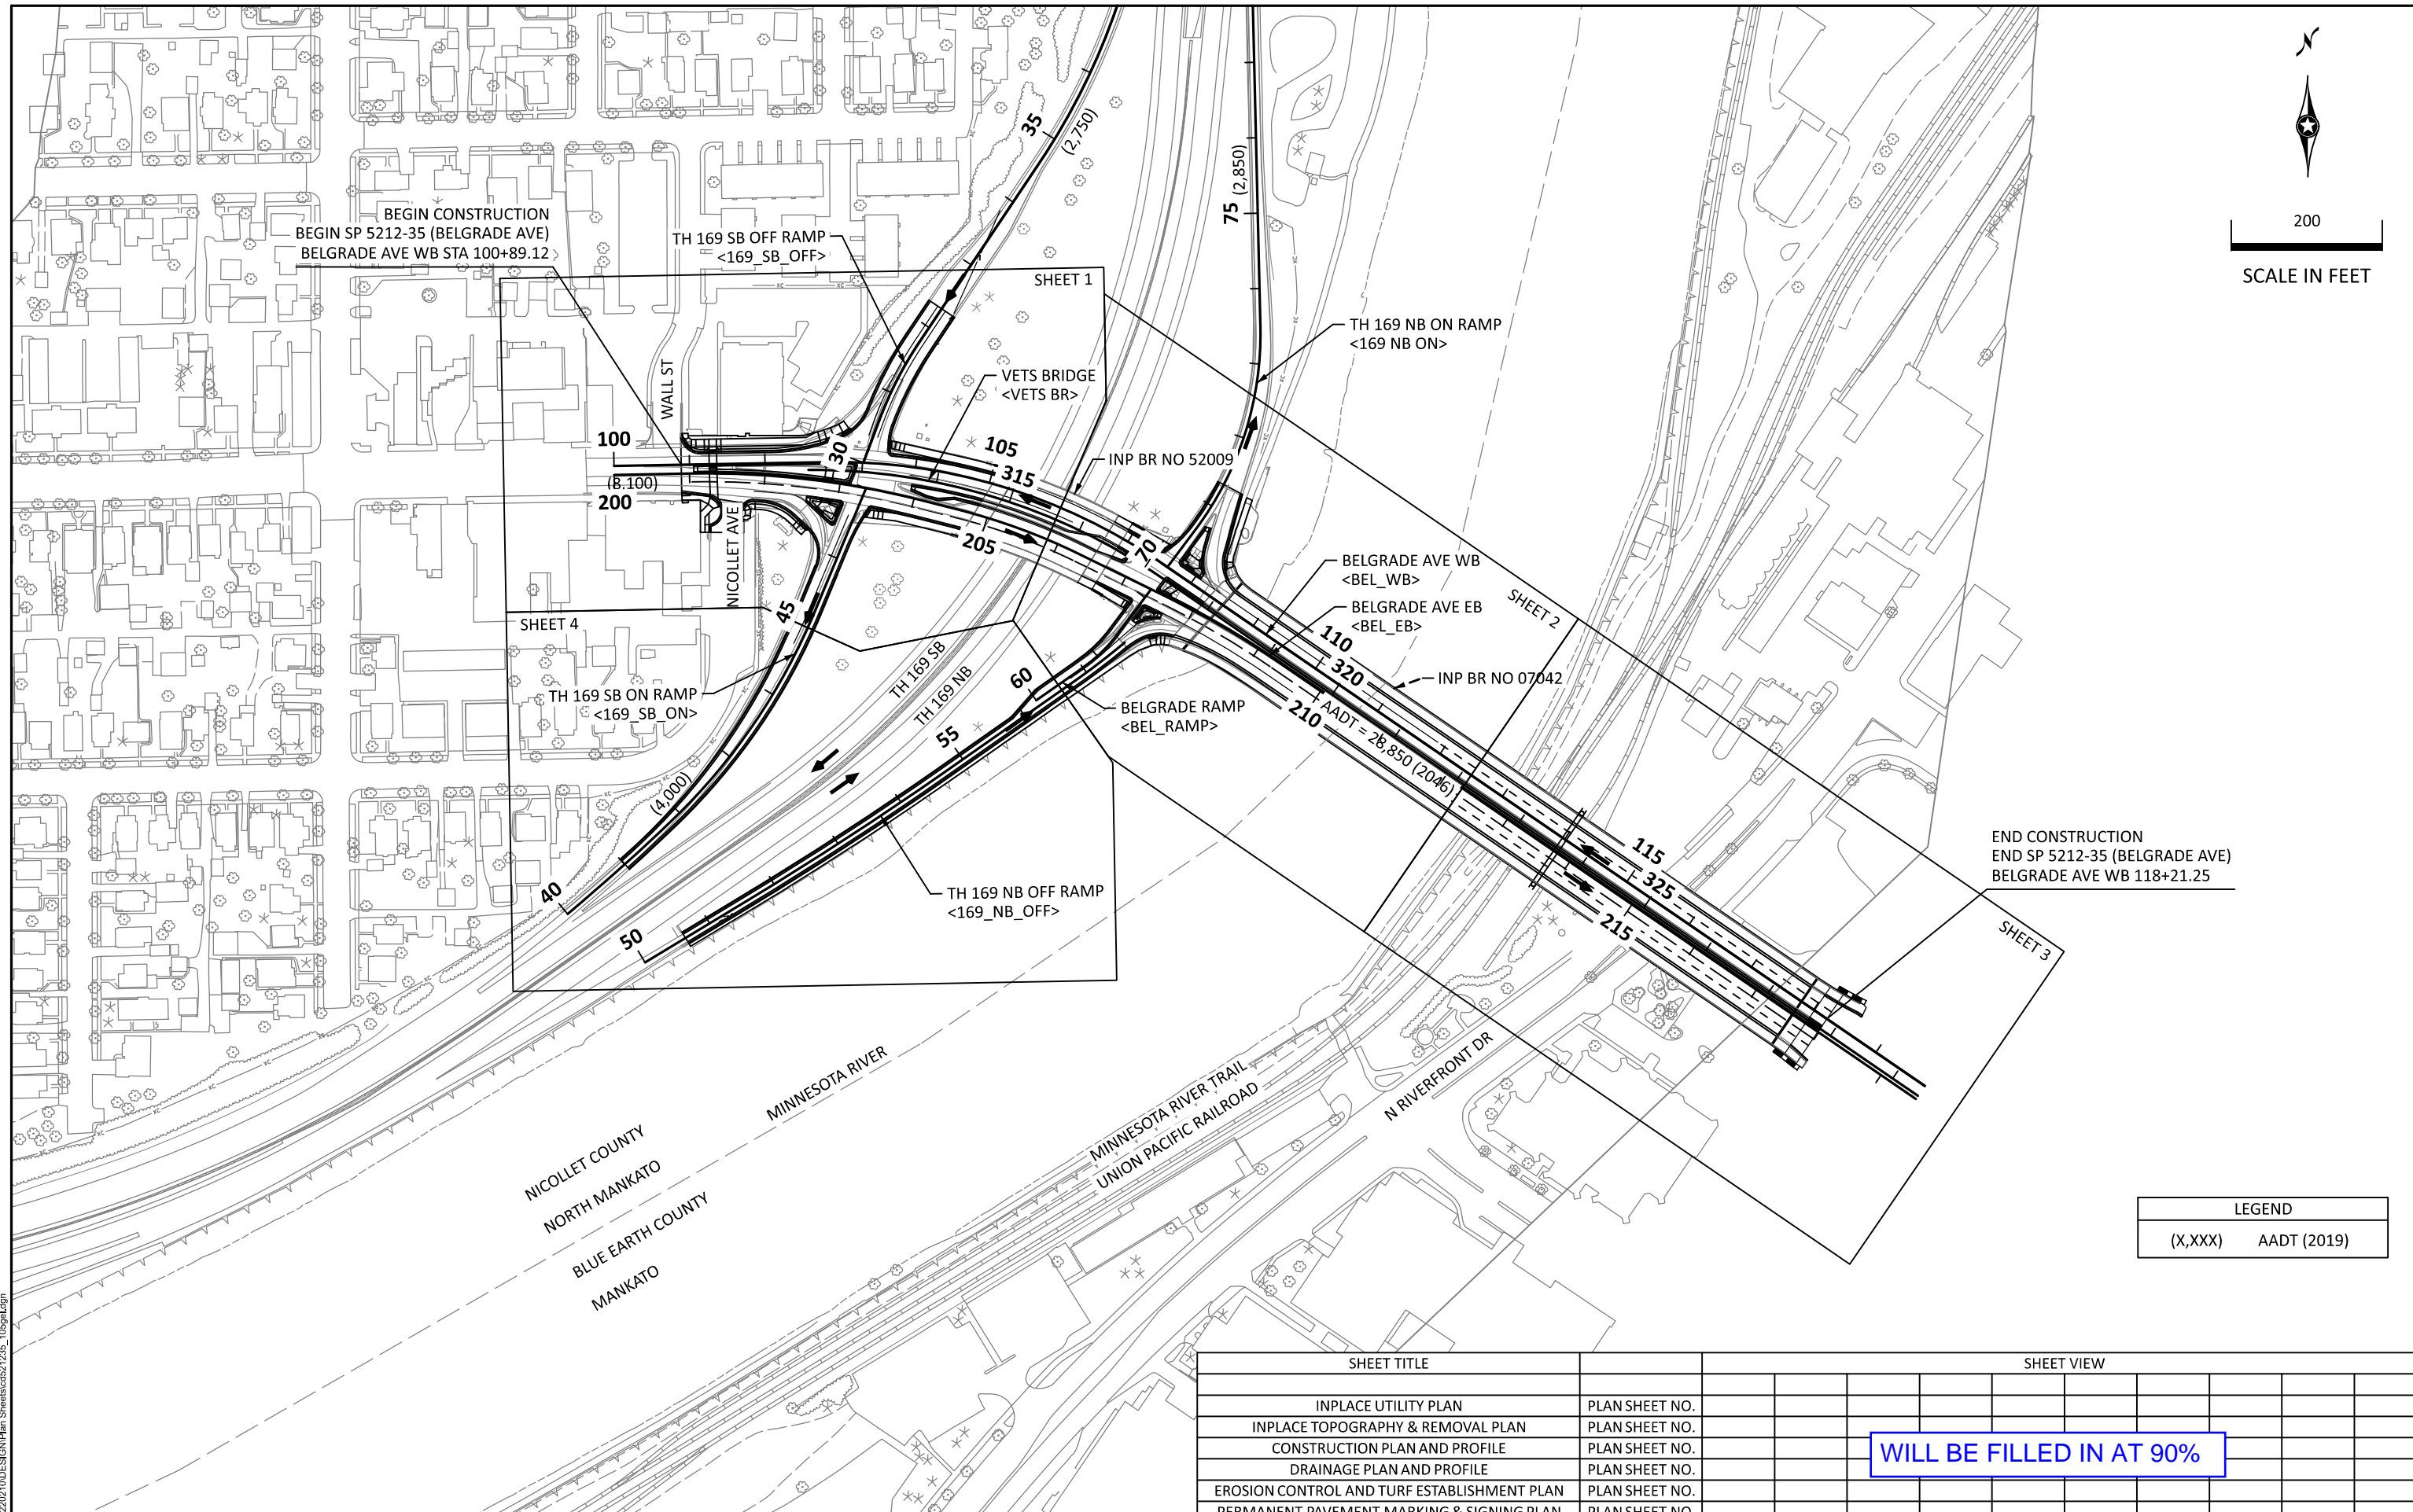 N
200
SCALE IN FEET
35
(2,750)
75 (2,850)
BEGIN CONSTRUCTION
BEGIN SP 5212-35 (BELGRADE AVE)
BELGRADE AVE WB STA 100+89.12
TH 169 SB OFF RAMP
<169_SB_OFF>
SHEET 1
TH 169 NB ON RAMP
<169 NB ON>
WALL ST
VETS BRIDGE
<VETS BR>
100
30
105
315
INP BR NO 52009
(8.100)
200
NICOLLET AVE
205
70
BELGRADE AVE WB
<BEL_WB>
BELGRADE AVE EB
<BEL_EB>
SHEET 2
45
SHEET 4
110
320
INP BR NO 07042
TH 169 SB
TH 169 NB
60
TH 169 SB ON RAMP
<169_SB_ON>
BELGRADE RAMP
<BEL_RAMP>
210
AADT = 28,850 (2046)
55
(4,000)
115
325
END CONSTRUCTION
END SP 5212-35 (BELGRADE AVE)
BELGRADE AVE WB 118+21.25
40
TH 169 NB OFF RAMP
<169_NB_OFF>
50
215
SHEET 3
MINNESOTA RIVER
MINNESOTA RIVER TRAIL
UNION PACIFIC RAILROAD
N RIVERFRONT DR
NICOLLET COUNTY
NORTH MANKATO
BLUE EARTH COUNTY
MANKATO
LEGEND
(X,XXX) AADT (2019)
SHEET TITLE SHEET VIEW
INPLACE UTILITY PLAN PLAN SHEET NO.
INPLACE TOPOGRAPHY & REMOVAL PLAN PLAN SHEET NO.
CONSTRUCTION PLAN AND PROFILE PLAN SHEET NO.
WILL BE FILLED IN AT 90%
DRAINAGE PLAN AND PROFILE PLAN SHEET NO.
EROSION CONTROL AND TURF ESTABLISHMENT PLAN PLAN SHEET NO.
PERMANENT PAVEMENT MARKING & SIGNING PLAN PLAN SHEET NO.